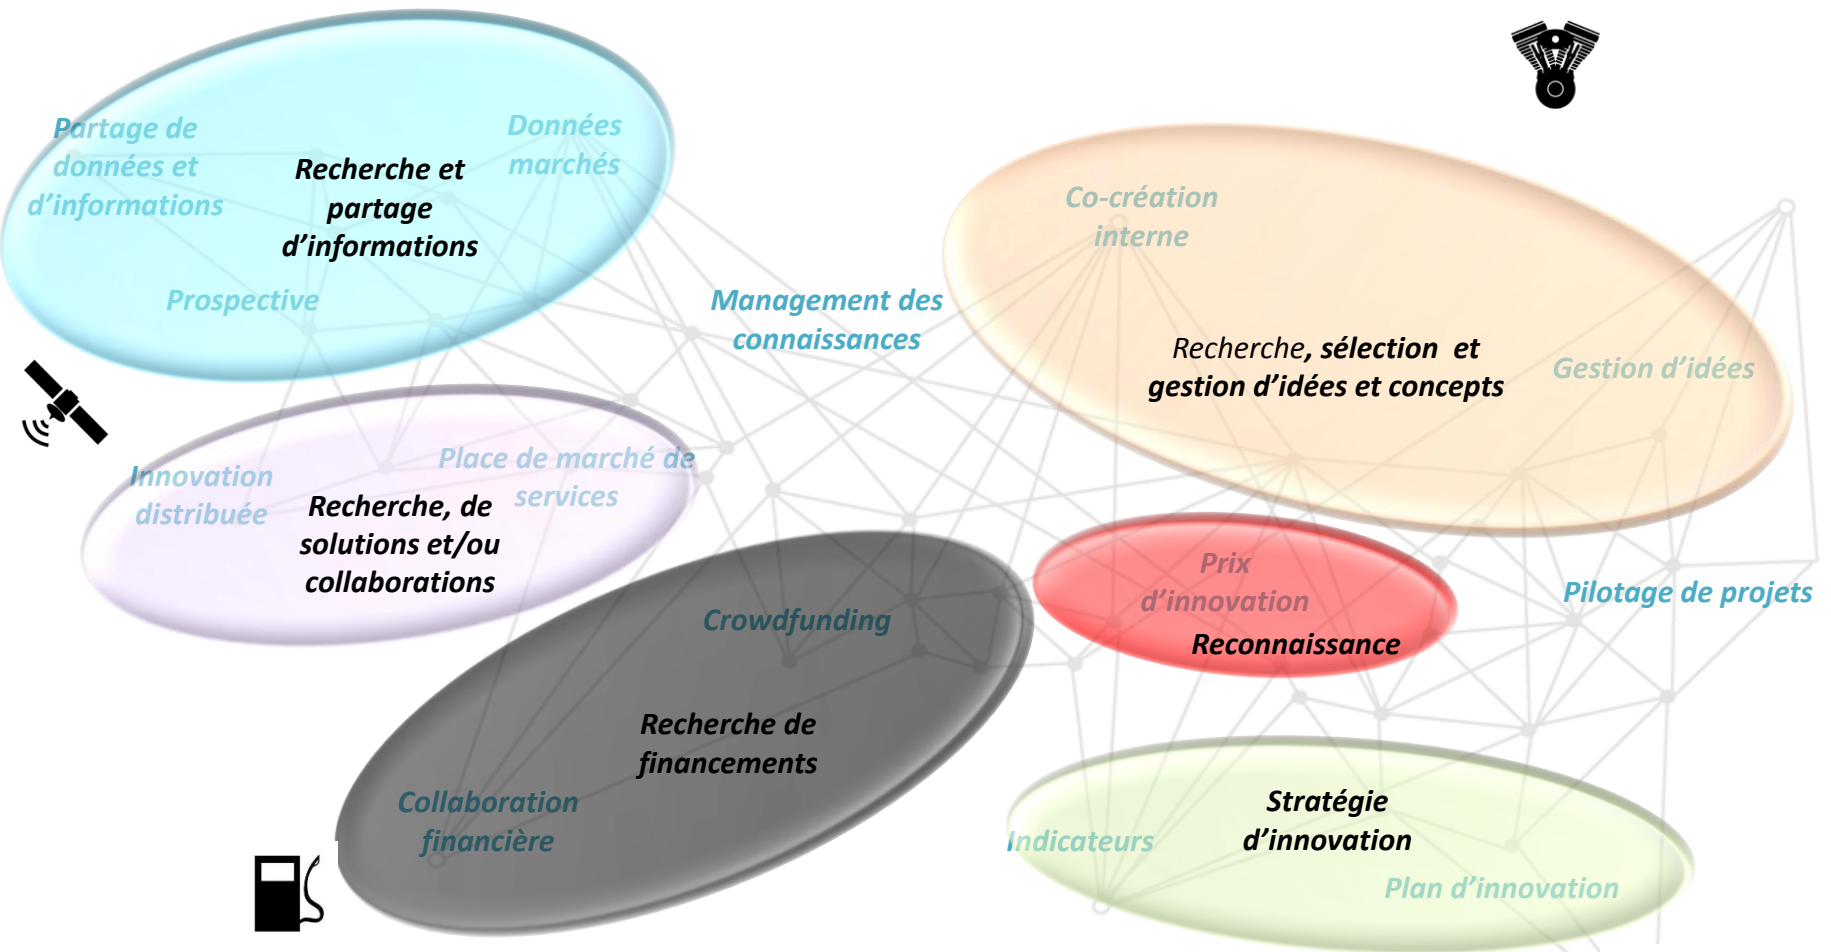 Partage de
données et
d’informations
Données
marchés
Recherche et
partage
d’informations
Prospective
Management des
connaissances
Co-création
interne
Recherche, sélection  et
gestion d’idées et concepts
Gestion d’idées
Innovation
distribuée
Place de marché de
services
Recherche, de
solutions et/ou
collaborations
Crowdfunding
Recherche de
financements
Collaboration
financière
Prix
d’innovation
Reconnaissance
Pilotage de projets
Stratégie
d’innovation
Indicateurs
Plan d’innovation